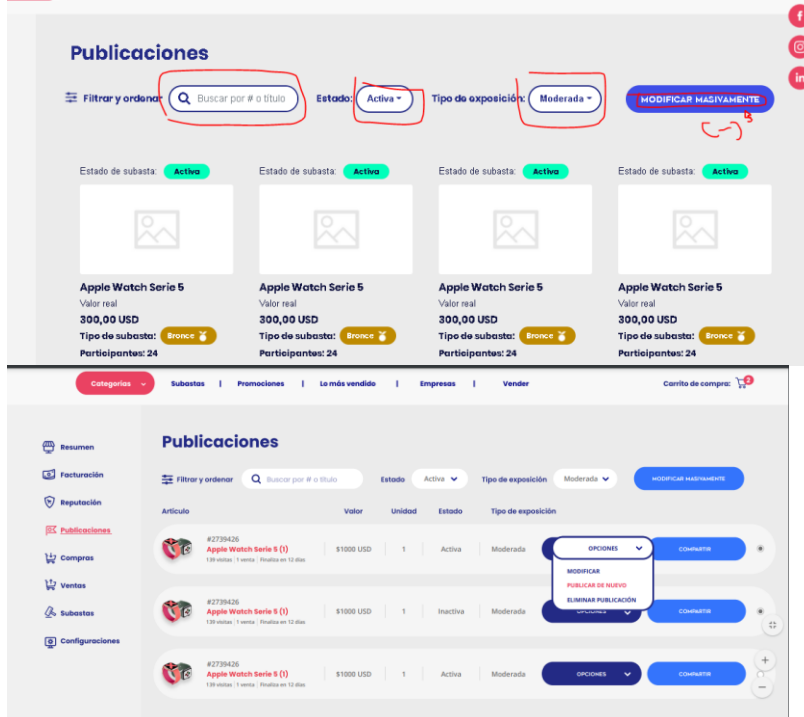 Publicaciones
Filtrar y ordenar Buscar por # o título Estado: Activa Tipo de exposición: Moderada MODIFICAR MASIVAMENTE
Estado de subasta: Activa Estado de subasta: Activa Estado de subasta: Activa Estado de subasta: Activa
Apple Watch Serie 5 Apple Watch Serie 5 Apple Watch Serie 5 Apple Watch Serie 5
Valor real Valor real Valor real Valor real
300,00 USD 300,00 USD 300,00 USD 300,00 USD
Tipo de subasta: Bronce Tipo de subasta: Bronce Tipo de subasta: Bronce Tipo de subasta: Bronce
Participantes: 24 Participantes: 24 Participantes: 24 Participantes: 24
Categorías Subastas | Promociones | Lo más vendido | Empresas | Vender Carrito de compra: 2
Publicaciones
Resumen
Facturación
Reputación
Publicaciones
Compras
Ventas
Subastas
Configuraciones
Filtrar y ordenar Buscar por # o título Estado Activa Tipo de exposición Moderada MODIFICAR MASIVAMENTE
Artículo Valor Unidad Estado Tipo de exposición
#2739426
Apple Watch Serie 5 (1) $1000 USD 1 Activa Moderada OPCIONES COMPARTIR
139 visitas | 1 venta | Finaliza en 12 días
MODIFICAR
PUBLICAR DE NUEVO
ELIMINAR PUBLICACIÓN
#2739426
Apple Watch Serie 5 (1) $1000 USD 1 Inactiva Moderada OPCIONES COMPARTIR
139 visitas | 1 venta | Finaliza en 12 días
#2739426
Apple Watch Serie 5 (1) $1000 USD 1 Activa Moderada OPCIONES COMPARTIR
139 visitas | 1 venta | Finaliza en 12 días